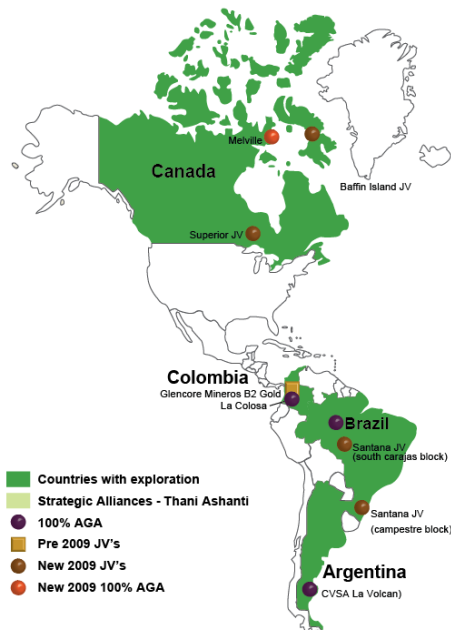 Melville
Canada
Baffin Island JV
Superior JV
Colombia
Glencore Mineros B2 Gold
La Colosa
Brazil
Santana JV
(south carajas block)
Santana JV
(campestre block)
Argentina
CVSA La Volcan)
Countries with exploration
Strategic Alliances - Thani Ashanti
100% AGA
Pre 2009 JV's
New 2009 JV's
New 2009 100% AGA